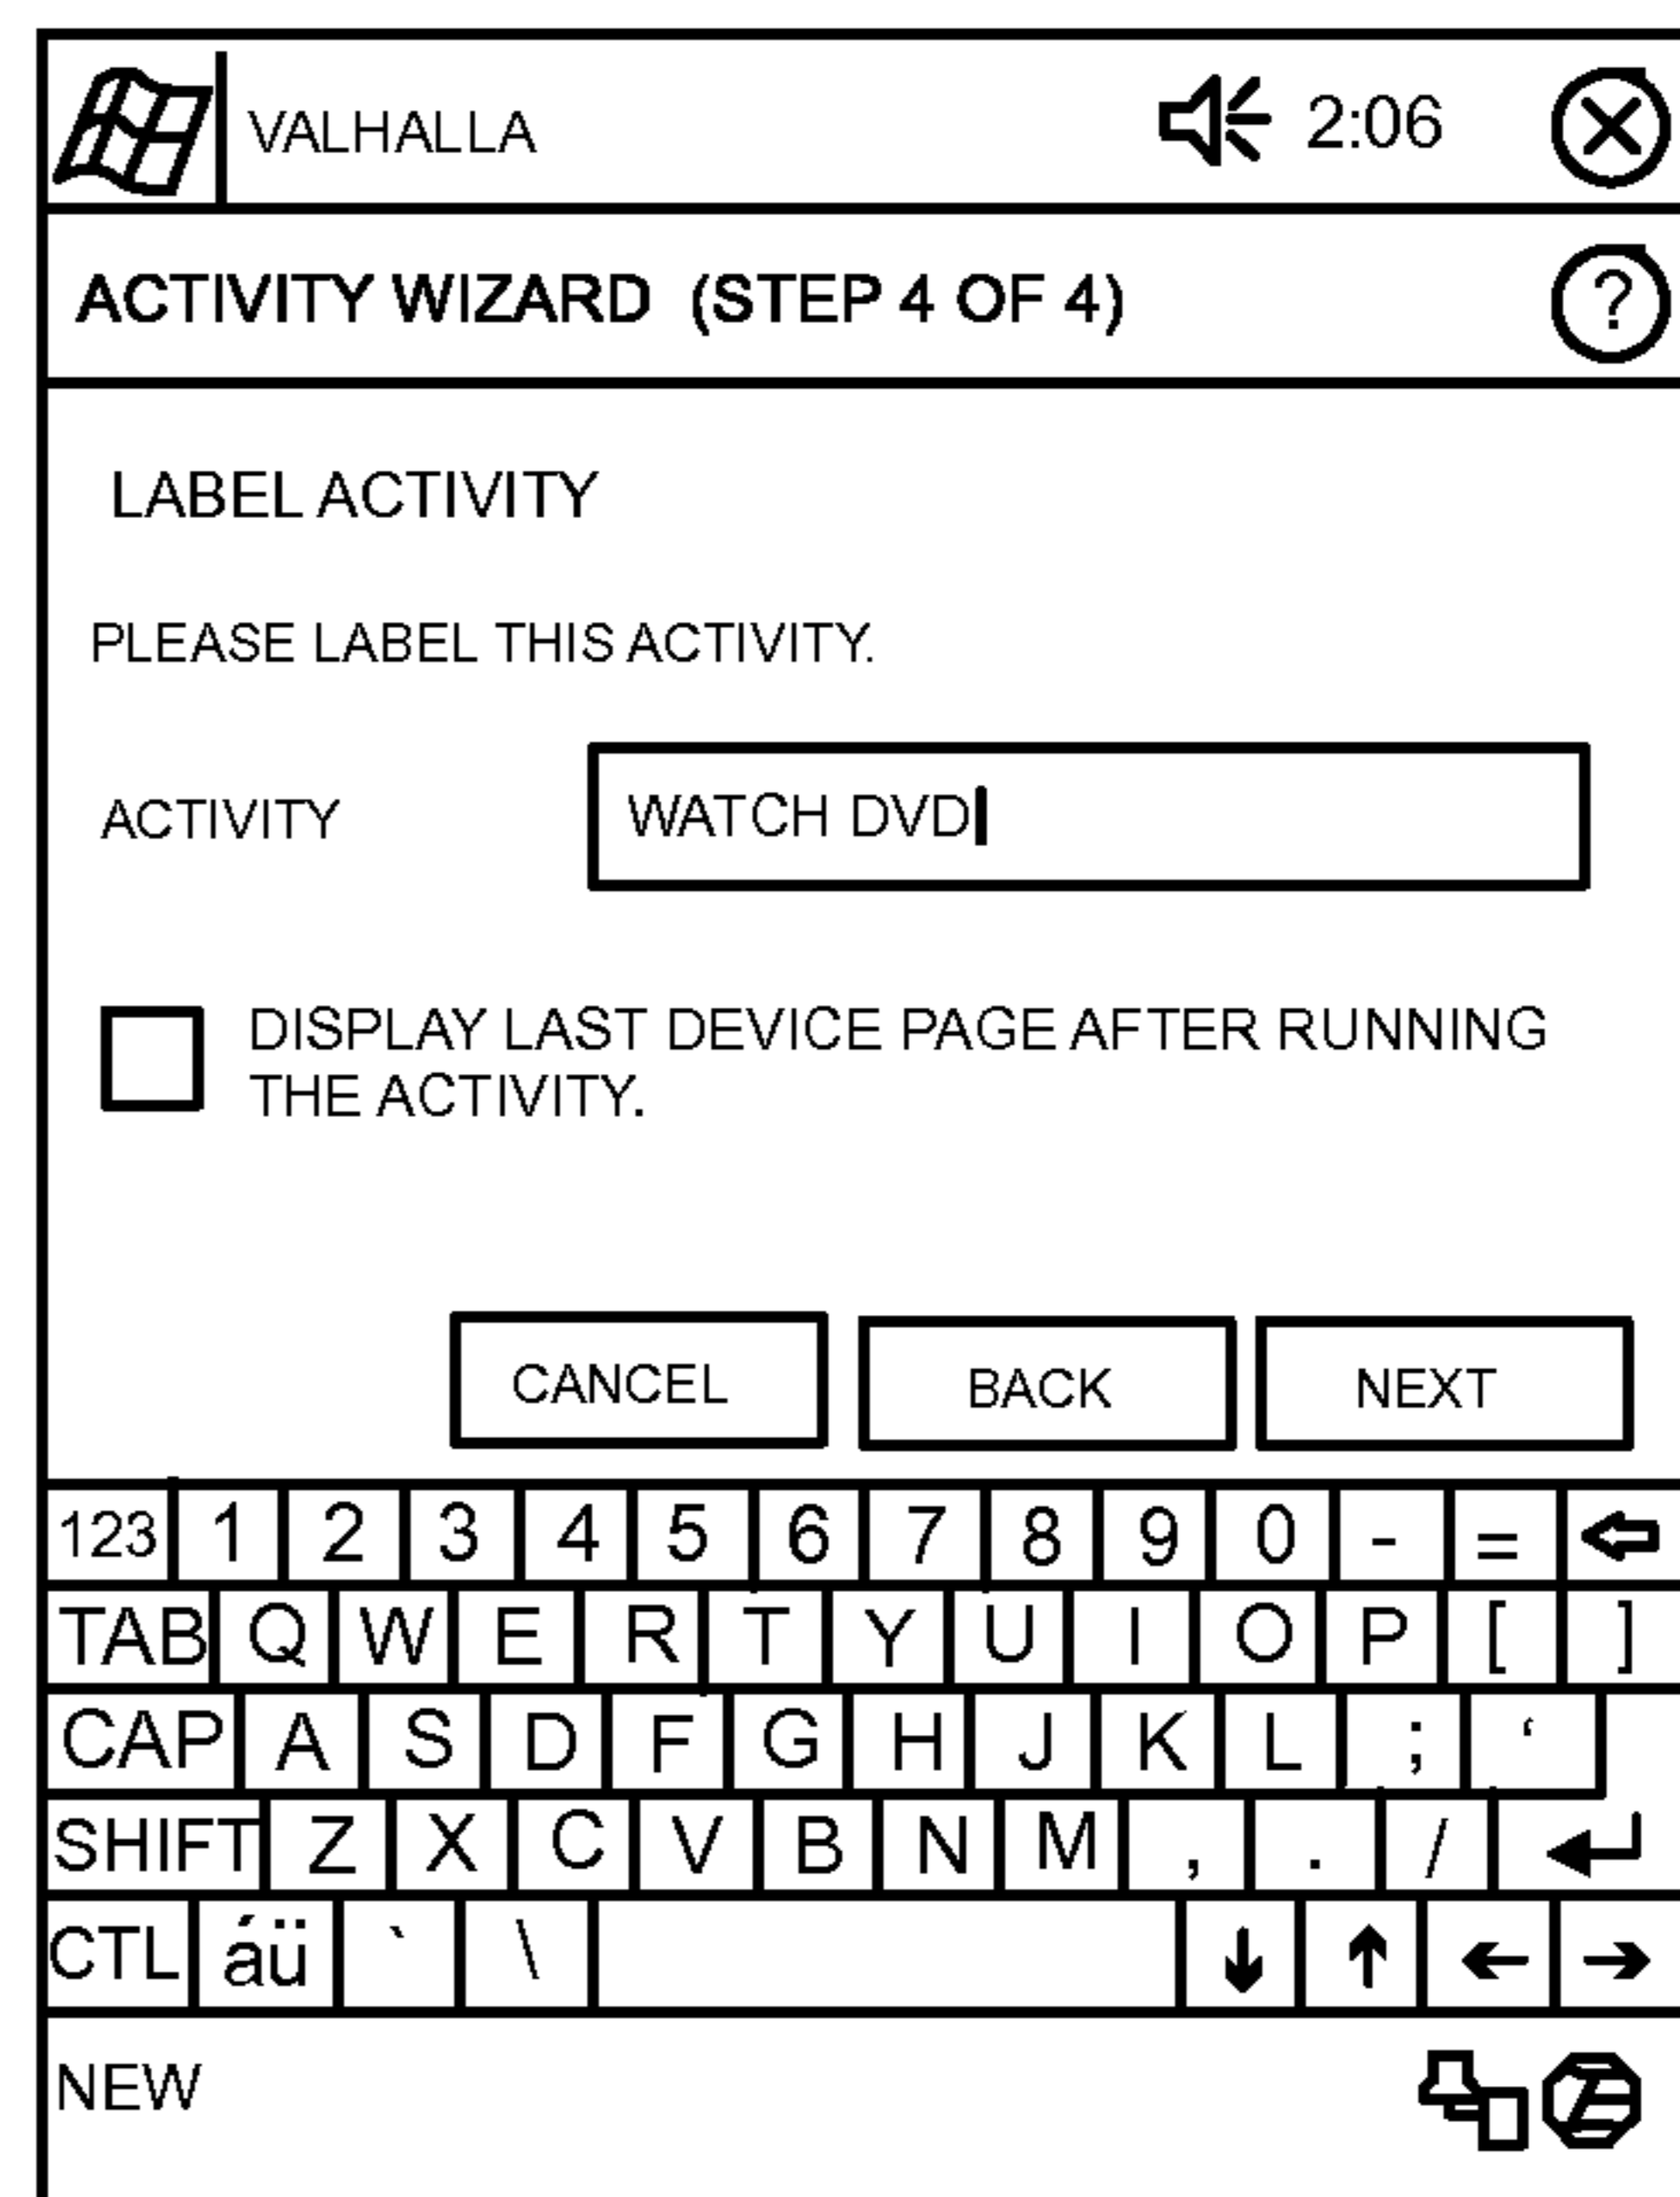 VALHALLA 2:06
ACTIVITY WIZARD (STEP 4 OF 4) ?
LABEL ACTIVITY
PLEASE LABEL THIS ACTIVITY.
ACTIVITY WATCH DVD
DISPLAY LAST DEVICE PAGE AFTER RUNNING
THE ACTIVITY.
CANCEL BACK NEXT
123 1 2 3 4 5 6 7 8 9 0 - =
TAB Q W E R T Y U I O P [ ]
CAP A S D F G H J K L ; ‘
SHIFT Z X C V B N M , . /
CTL áü ` \
NEW